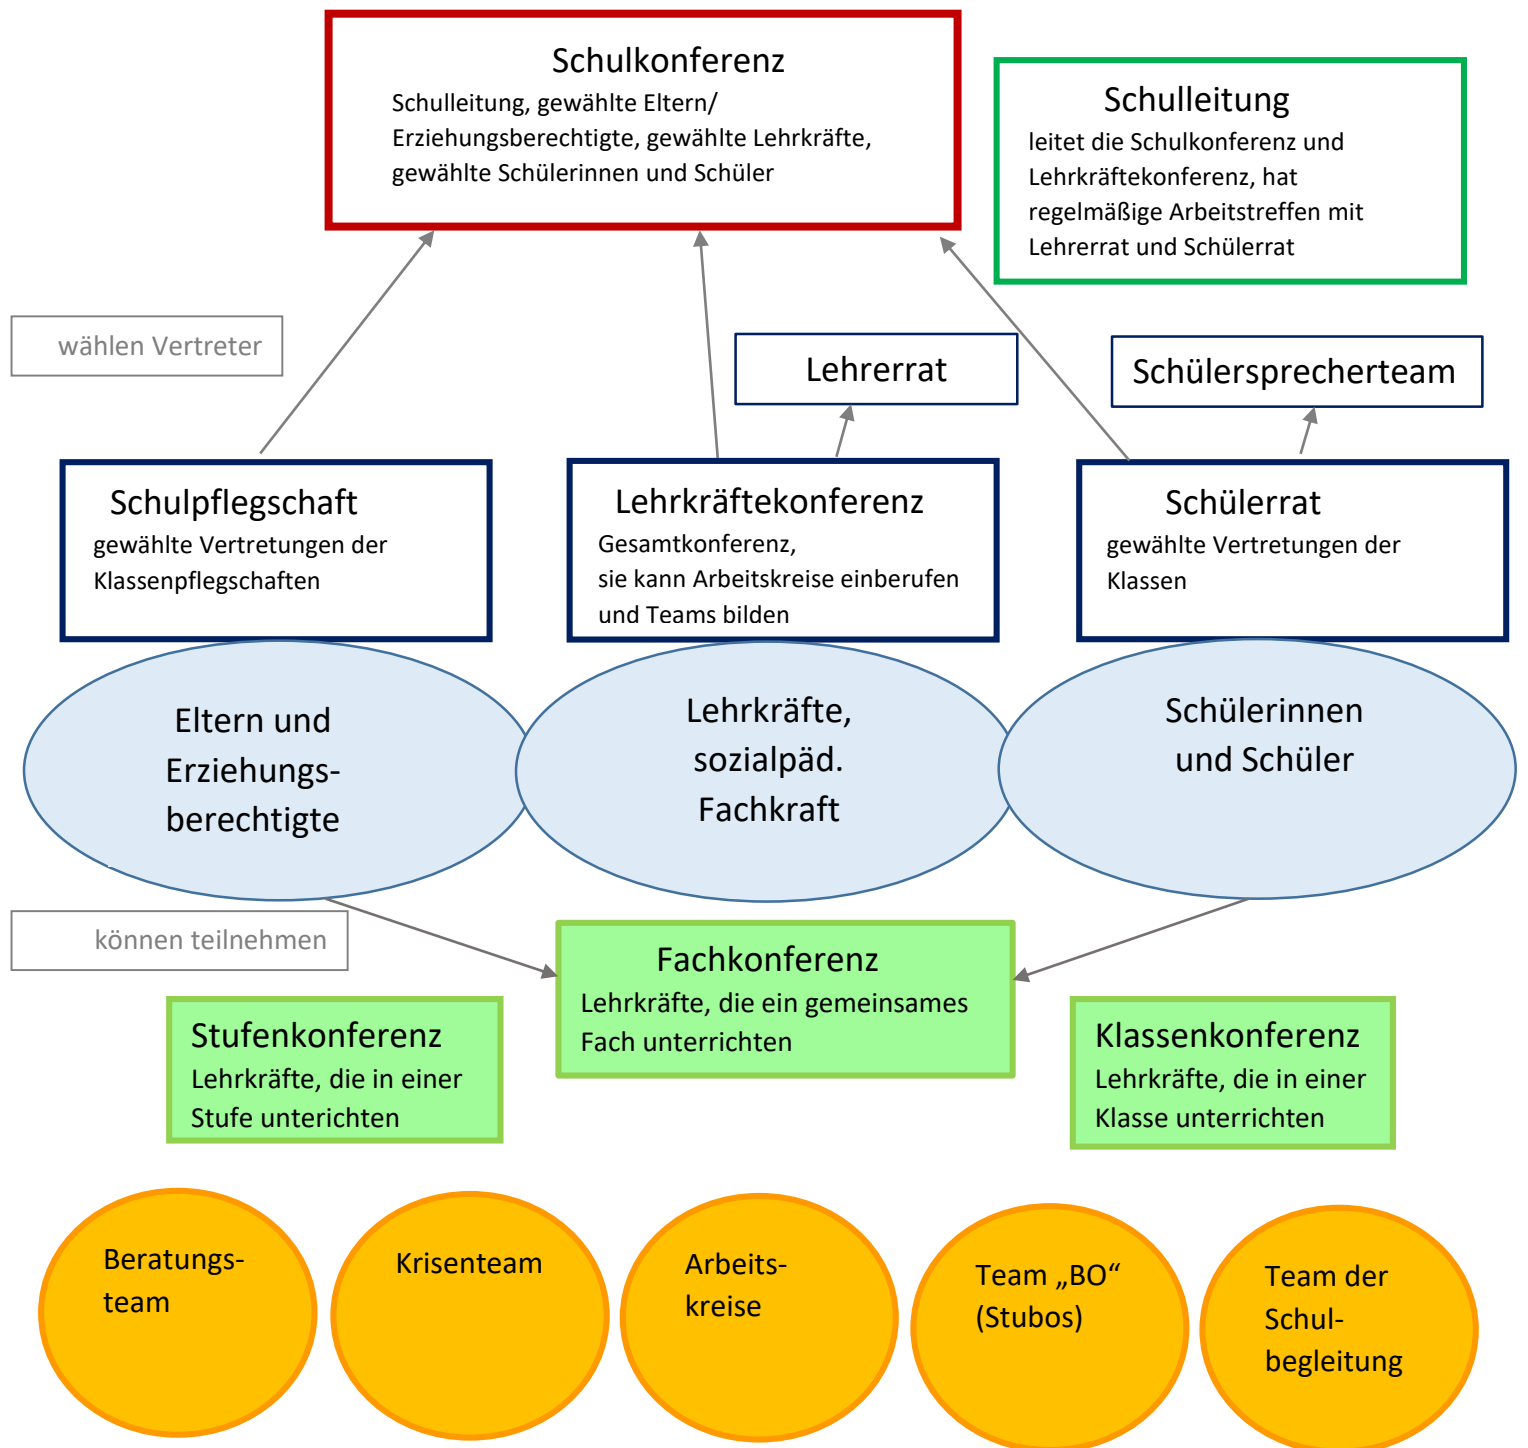 Schulkonferenz
Schulleitung, gewählte Eltern/
Erziehungsberechtigte, gewählte Lehrkräfte,
gewählte Schülerinnen und Schüler
Schulleitung
leitet die Schulkonferenz und
Lehrkräftekonferenz, hat
regelmäßige Arbeitstreffen mit
Lehrerrat und Schülerrat
wählen Vertreter
Lehrerrat
Schülersprecherteam
Schulpflegschaft
gewählte Vertretungen der
Klassenpflegschaften
Lehrkräftekonferenz
Gesamtkonferenz,
sie kann Arbeitskreise einberufen
und Teams bilden
Schülerrat
gewählte Vertretungen der
Klassen
Eltern und
Erziehungs-
berechtigte
Lehrkräfte,
sozialpäd.
Fachkraft
Schülerinnen
und Schüler
können teilnehmen
Fachkonferenz
Lehrkräfte, die ein gemeinsames
Fach unterrichten
Stufenkonferenz
Lehrkräfte, die in einer
Stufe unterichten
Klassenkonferenz
Lehrkräfte, die in einer
Klasse unterrichten
Beratungs-
team
Krisenteam
Arbeits-
kreise
Team „BO“
(Stubos)
Team der
Schul-
begleitung